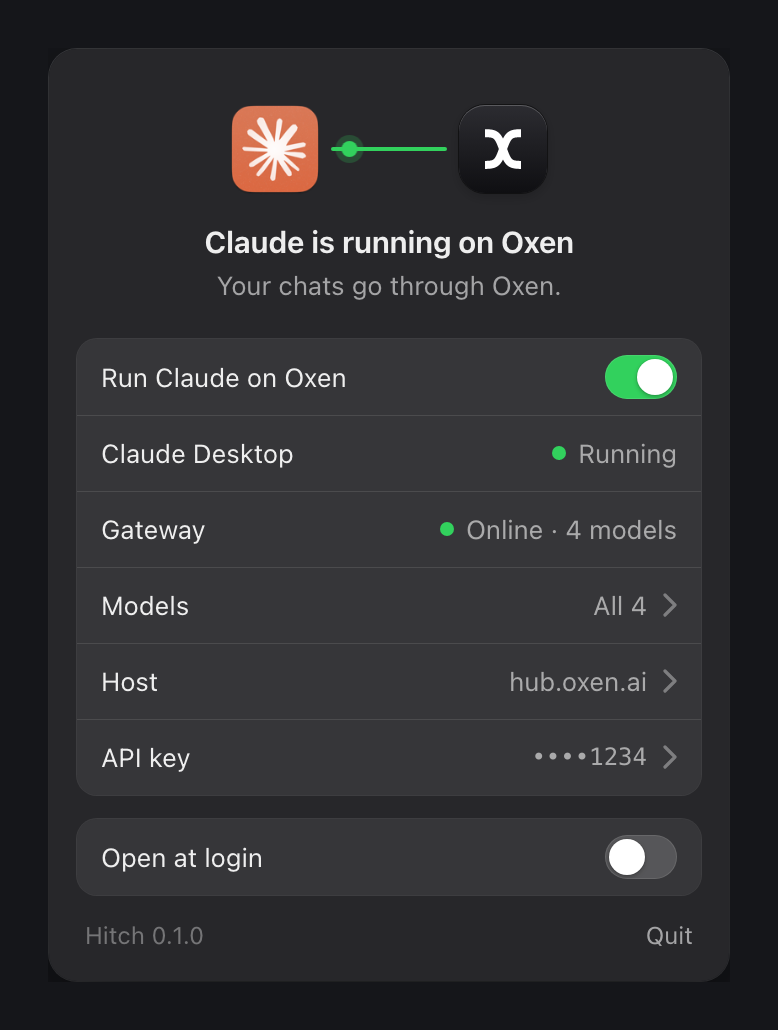 Claude is running on Oxen
Your chats go through Oxen.
Run Claude on Oxen
Claude Desktop Running
Gateway Online · 4 models
Models All 4
Host hub.oxen.ai
API key ••••1234
Open at login
Hitch 0.1.0 Quit